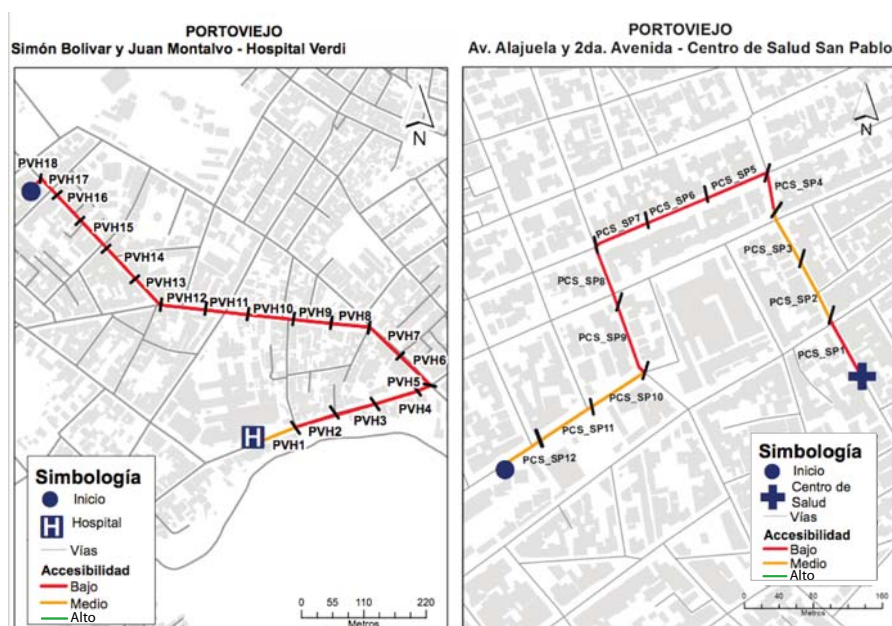 PORTOVIEJO
Simón Bolivar y Juan Montalvo - Hospital Verdi
N
PVH18
PVH17
PVH16
PVH15
PVH14
PVH13
PVH12
PVH11
PVH10
PVH9
PVH8
PVH7
PVH6
PVH5
PVH4
PVH3
PVH2
PVH1
H
Simbología
Inicio
H Hospital
Vías
Accesibilidad
Bajo
Medio
Alto
0 55 110 220
Metros
PORTOVIEJO
Av. Alajuela y 2da. Avenida - Centro de Salud San Pablo
N
PCS_SP5
PCS_SP4
PCS_SP6
PCS_SP7
PCS_SP3
PCS_SP8
PCS_SP2
PCS_SP9
PCS_SP1
PCS_SP10
PCS_SP11
PCS_SP12
Simbología
Inicio
Centro de
Salud
Vías
Accesibilidad
Bajo
Medio
Alto
0 40 80 160
Metros